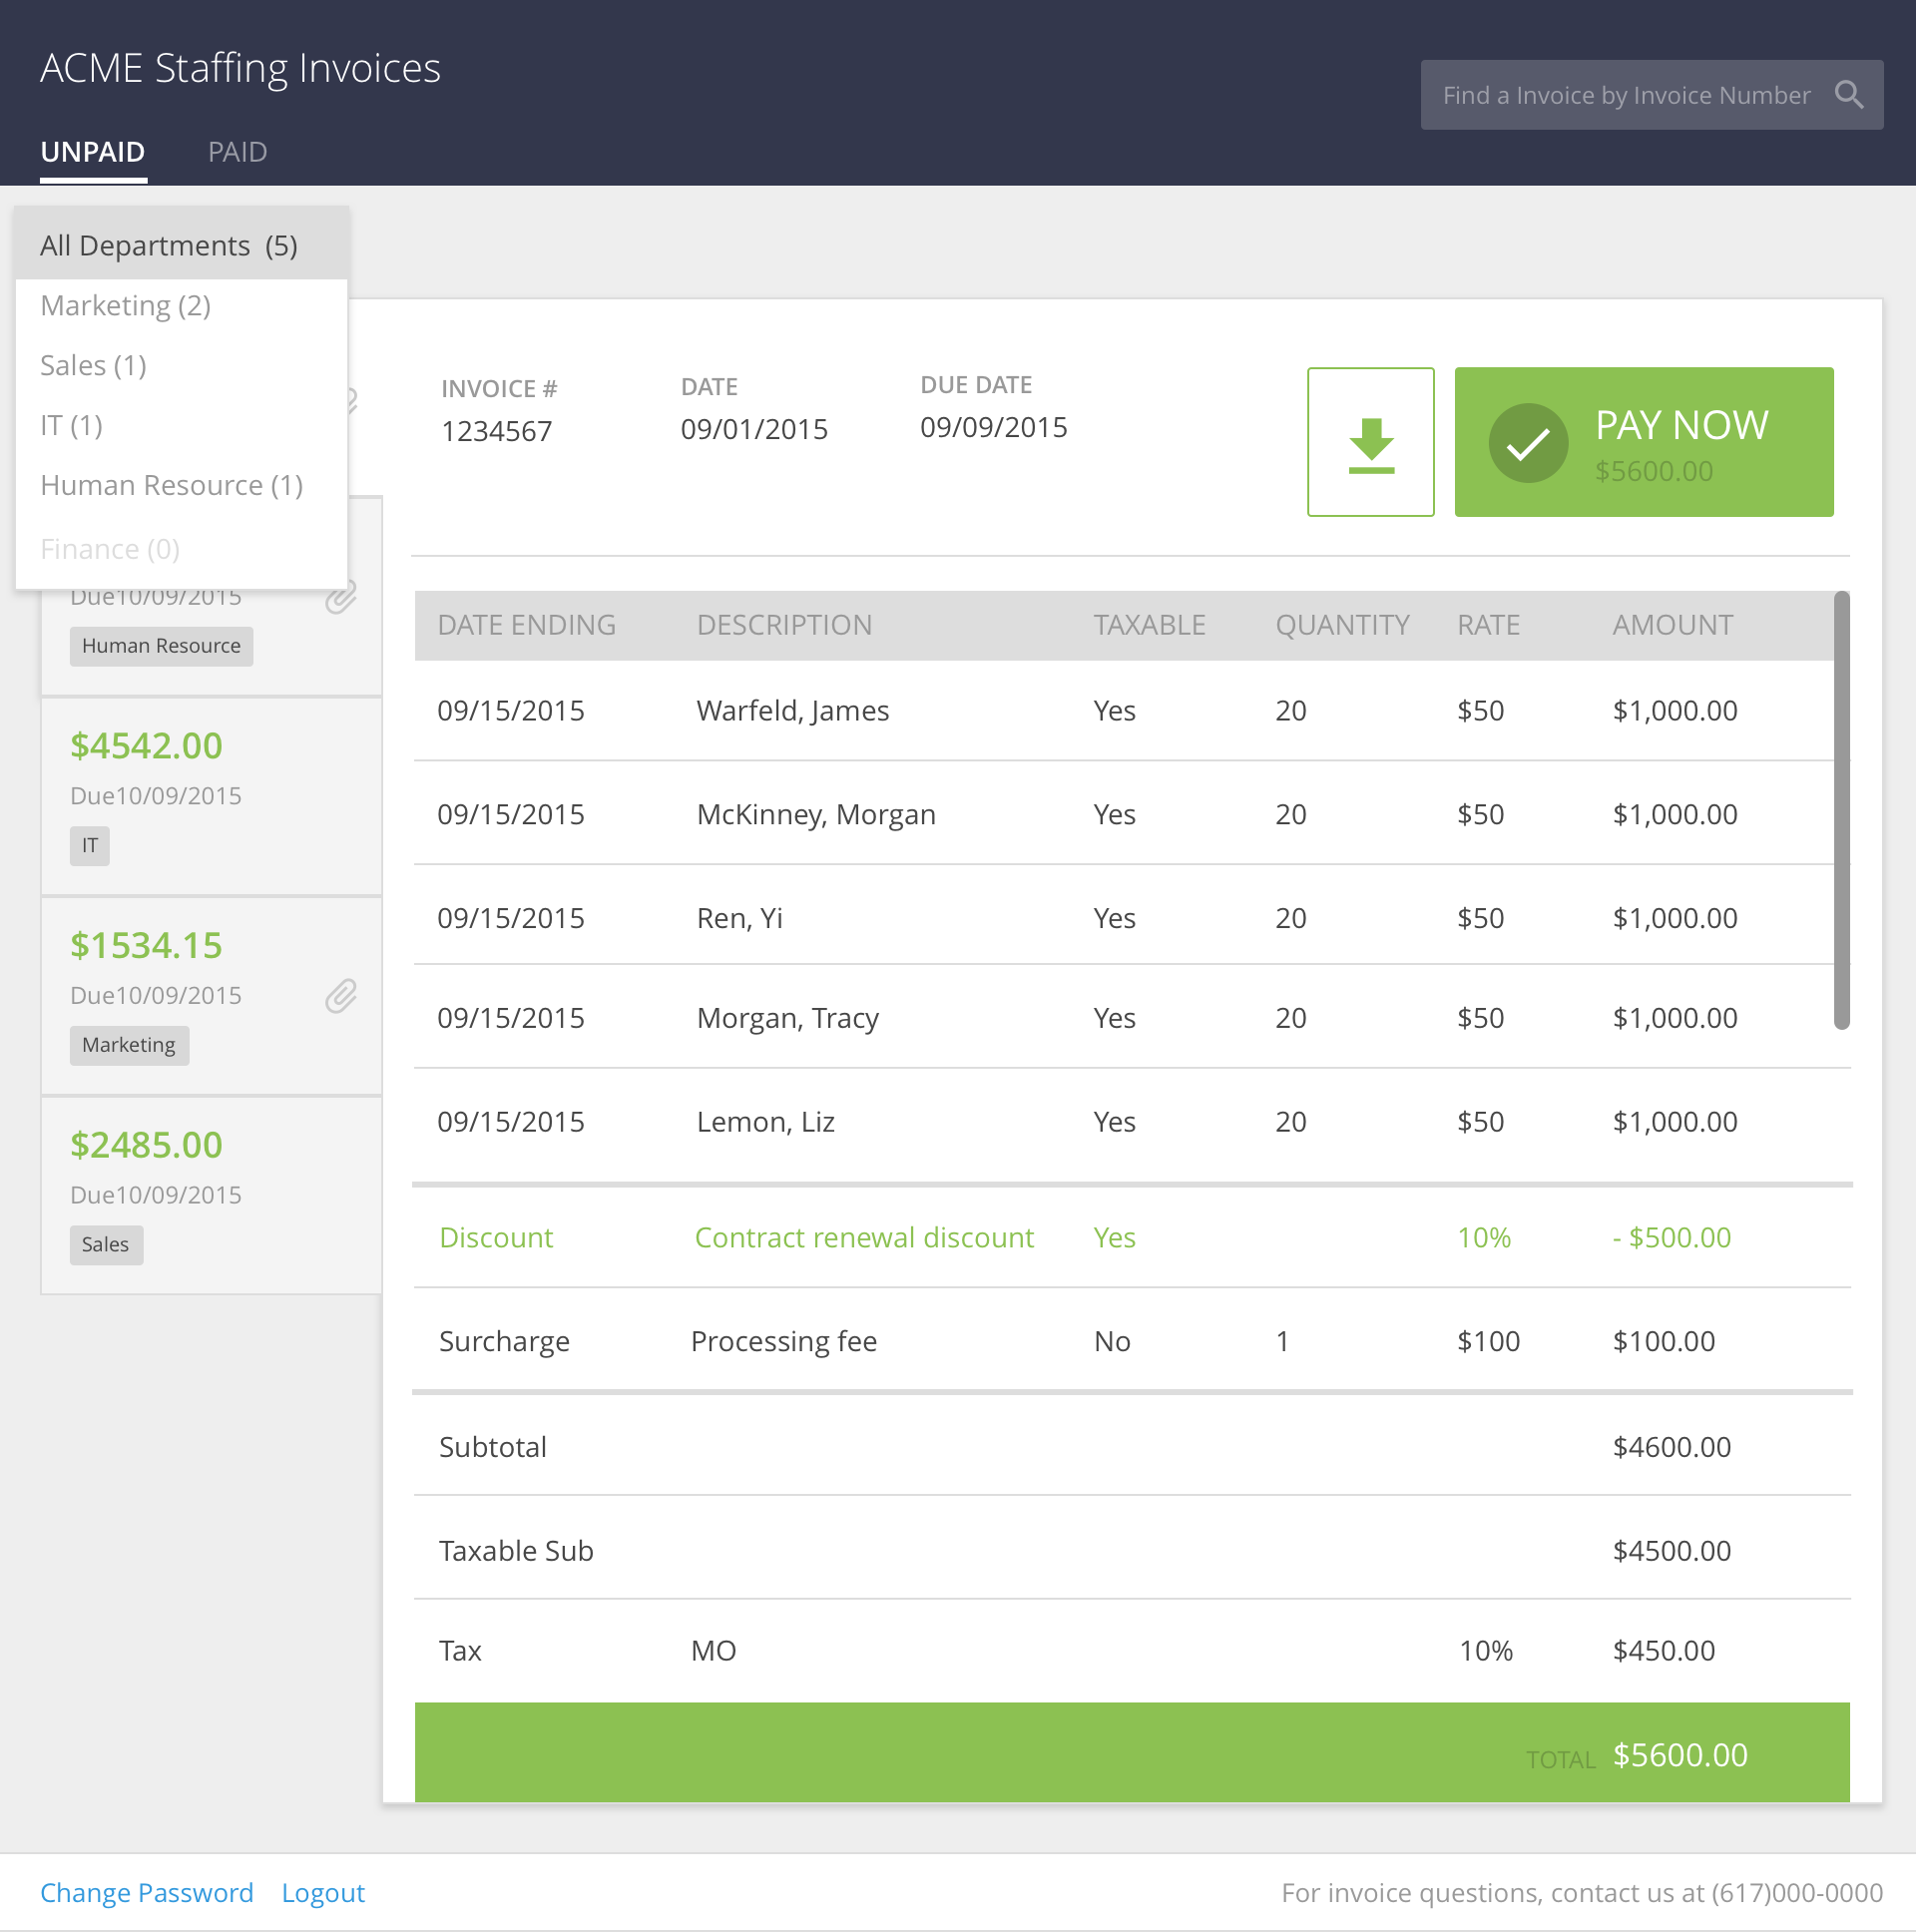 ACME Staffing Invoices
Find a Invoice by Invoice Number
UNPAID PAID
All Departments (5)
Marketing (2)
Sales (1)
IT (1)
Human Resource (1)
Finance (0)
Due10/09/2015
Human Resource
$4542.00
Due10/09/2015
IT
$1534.15
Due10/09/2015
Marketing
$2485.00
Due10/09/2015
Sales
INVOICE # DATE DUE DATE
1234567 09/01/2015 09/09/2015
PAY NOW
$5600.00
DATE ENDING DESCRIPTION TAXABLE QUANTITY RATE AMOUNT
09/15/2015 Warfeld, James Yes 20 $50 $1,000.00
09/15/2015 McKinney, Morgan Yes 20 $50 $1,000.00
09/15/2015 Ren, Yi Yes 20 $50 $1,000.00
09/15/2015 Morgan, Tracy Yes 20 $50 $1,000.00
09/15/2015 Lemon, Liz Yes 20 $50 $1,000.00
Discount Contract renewal discount Yes 10% - $500.00
Surcharge Processing fee No 1 $100 $100.00
Subtotal $4600.00
Taxable Sub $4500.00
Tax MO 10% $450.00
TOTAL $5600.00
Change Password Logout
For invoice questions, contact us at (617)000-0000